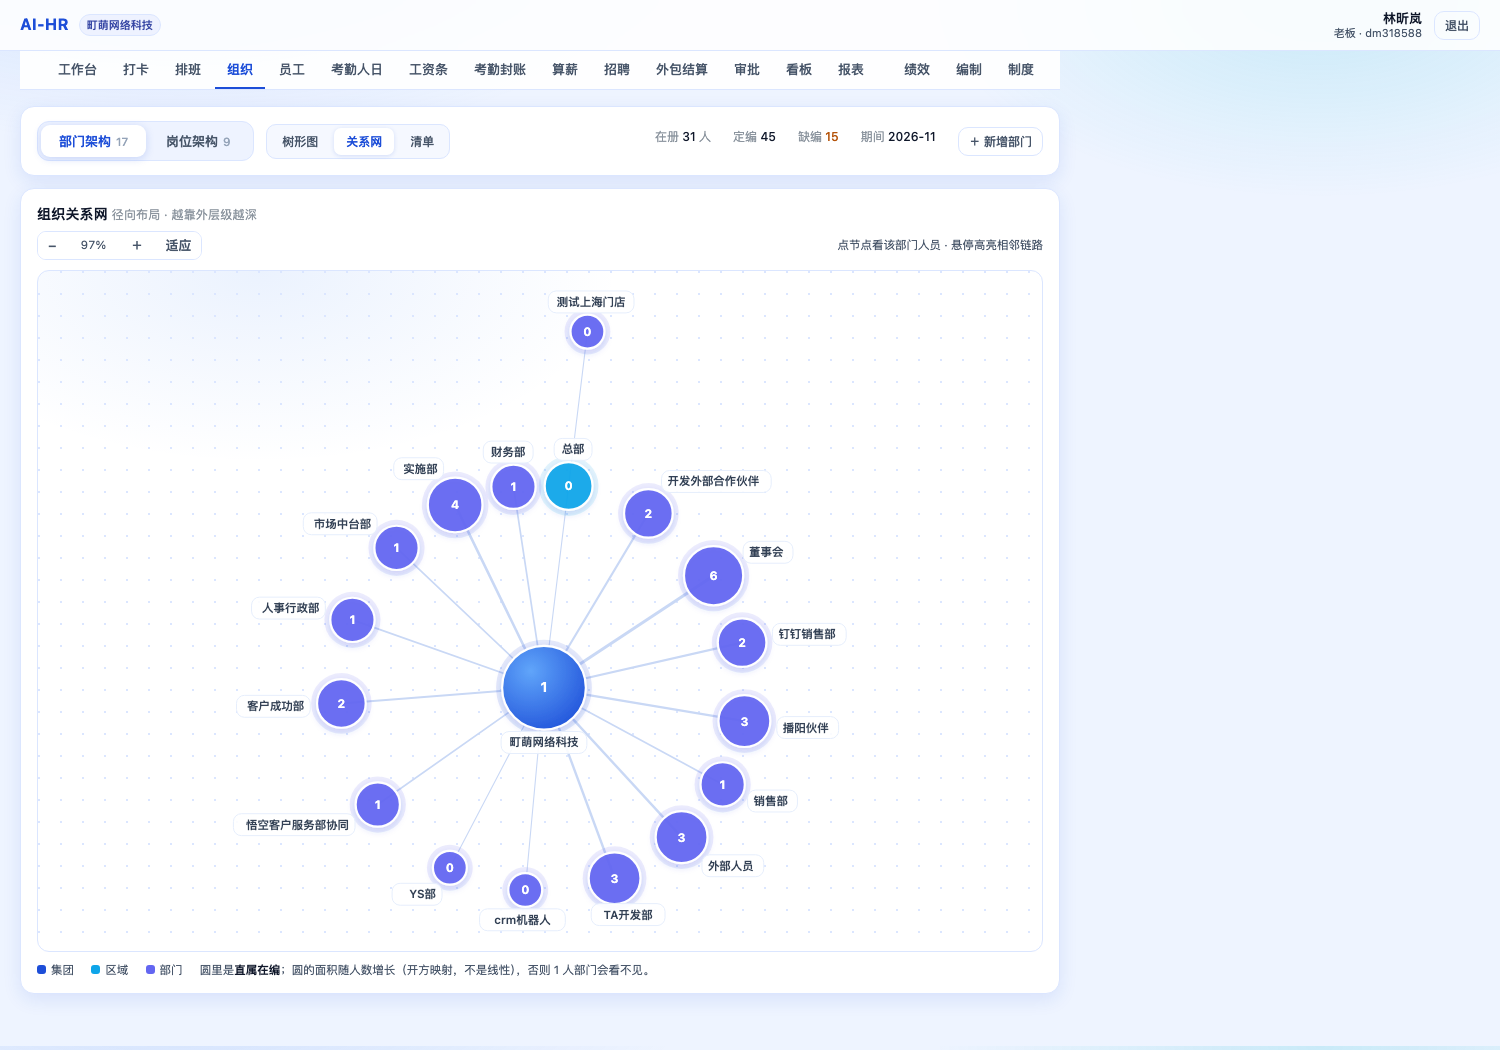 AI-HR 町萌网络科技
林昕岚
老板 · dm318588
退出
工作台 打卡 排班 组织 员工 考勤人日 工资条 考勤封账 算薪 招聘 外包结算 审批 看板 报表 绩效 编制 制度
部门架构 17 岗位架构 9 树形图 关系网 清单
在册 31 人 定编 45 缺编 15 期间 2026-11 + 新增部门
组织关系网 径向布局 · 越靠外层级越深
− 97% + 适应
点节点看该部门人员 · 悬停高亮相邻链路
测试上海门店
0
总部
0
财务部
1
实施部
4
开发外部合作伙伴
2
市场中台部
1
董事会
6
人事行政部
1
钉钉销售部
2
客户成功部
2
町萌网络科技
1
播阳伙伴
3
销售部
1
悟空客户服务部协同
1
外部人员
3
YS部
0
crm机器人
0
TA开发部
3
集团 区域 部门 圆里是直属在编；圆的面积随人数增长（开方映射，不是线性），否则 1 人部门会看不见。